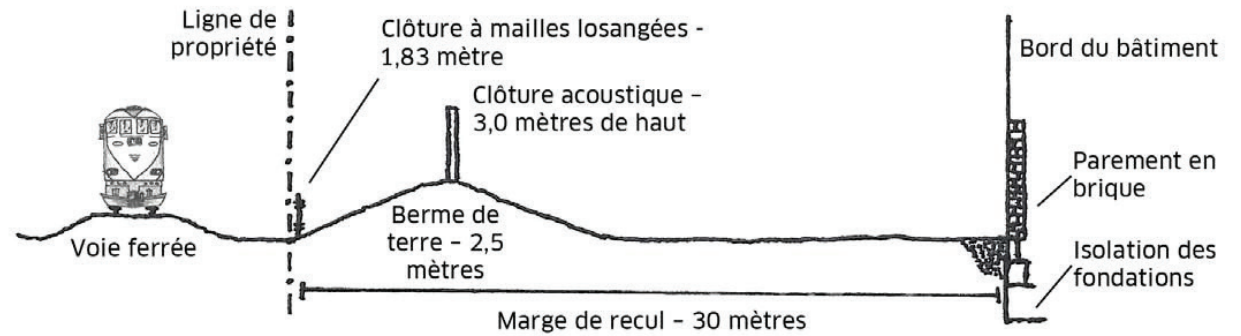 Ligne de
propriété
Clôture à mailles losangées -
1,83 mètre
Clôture acoustique –
3,0 mètres de haut
Bord du bâtiment
Parement en
brique
Berme de
terre – 2,5
mètres
Voie ferrée
Isolation des
fondations
Marge de recul – 30 mètres